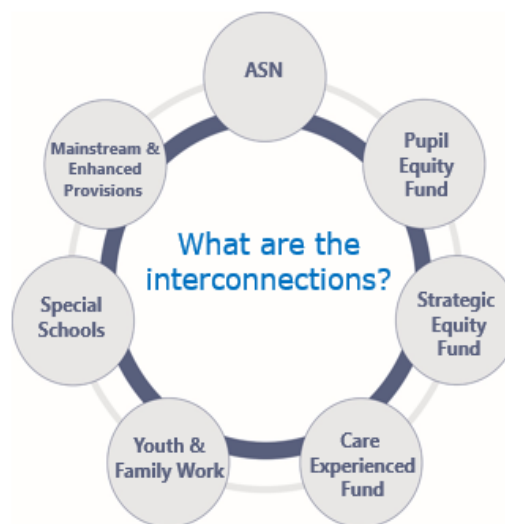 ASN
Pupil
Equity
Fund
Strategic
Equity
Fund
Care
Experienced
Fund
Youth &
Family Work
Special
Schools
Mainstream &
Enhanced
Provisions
What are the
interconnections?